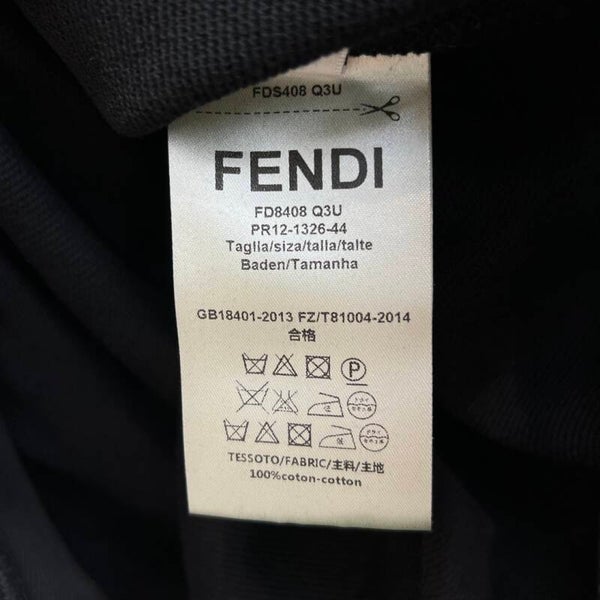 FDS408 Q3U
FENDI
FD8408 Q3U
PR12-1326-44
Taglia/siza/talla/talte
Baden/Tamanha
GB18401-2013 FZ/T81004-2014
合格
P
TESSOTO/FABRIC/主料/主地
100%coton-cotton